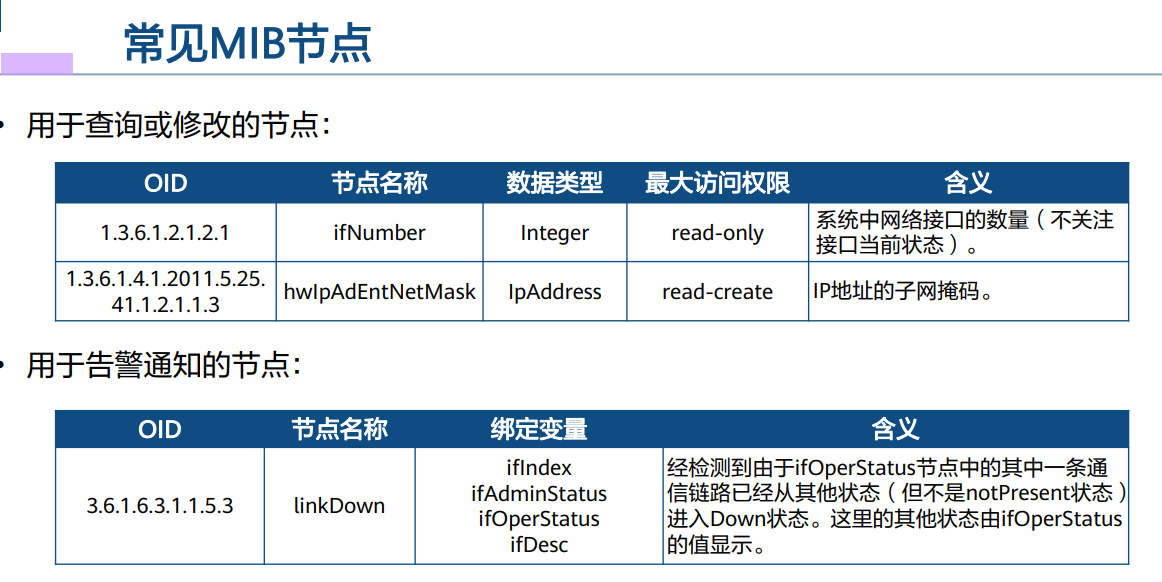 常见MIB节点
• 用于查询或修改的节点：
OID 节点名称 数据类型 最大访问权限 含义
1.3.6.1.2.1.2.1 ifNumber Integer read-only 系统中网络接口的数量（不关注
接口当前状态）。
1.3.6.1.4.1.2011.5.25.
41.1.2.1.1.3 hwIpAdEntNetMask IpAddress read-create IP地址的子网掩码。
• 用于告警通知的节点：
OID 节点名称 绑定变量 含义
3.6.1.6.3.1.1.5.3 linkDown
ifIndex
ifAdminStatus
ifOperStatus
ifDesc
经检测到由于ifOperStatus节点中的其中一条通
信链路已经从其他状态（但不是notPresent状态）
进入Down状态。这里的其他状态由ifOperStatus
的值显示。